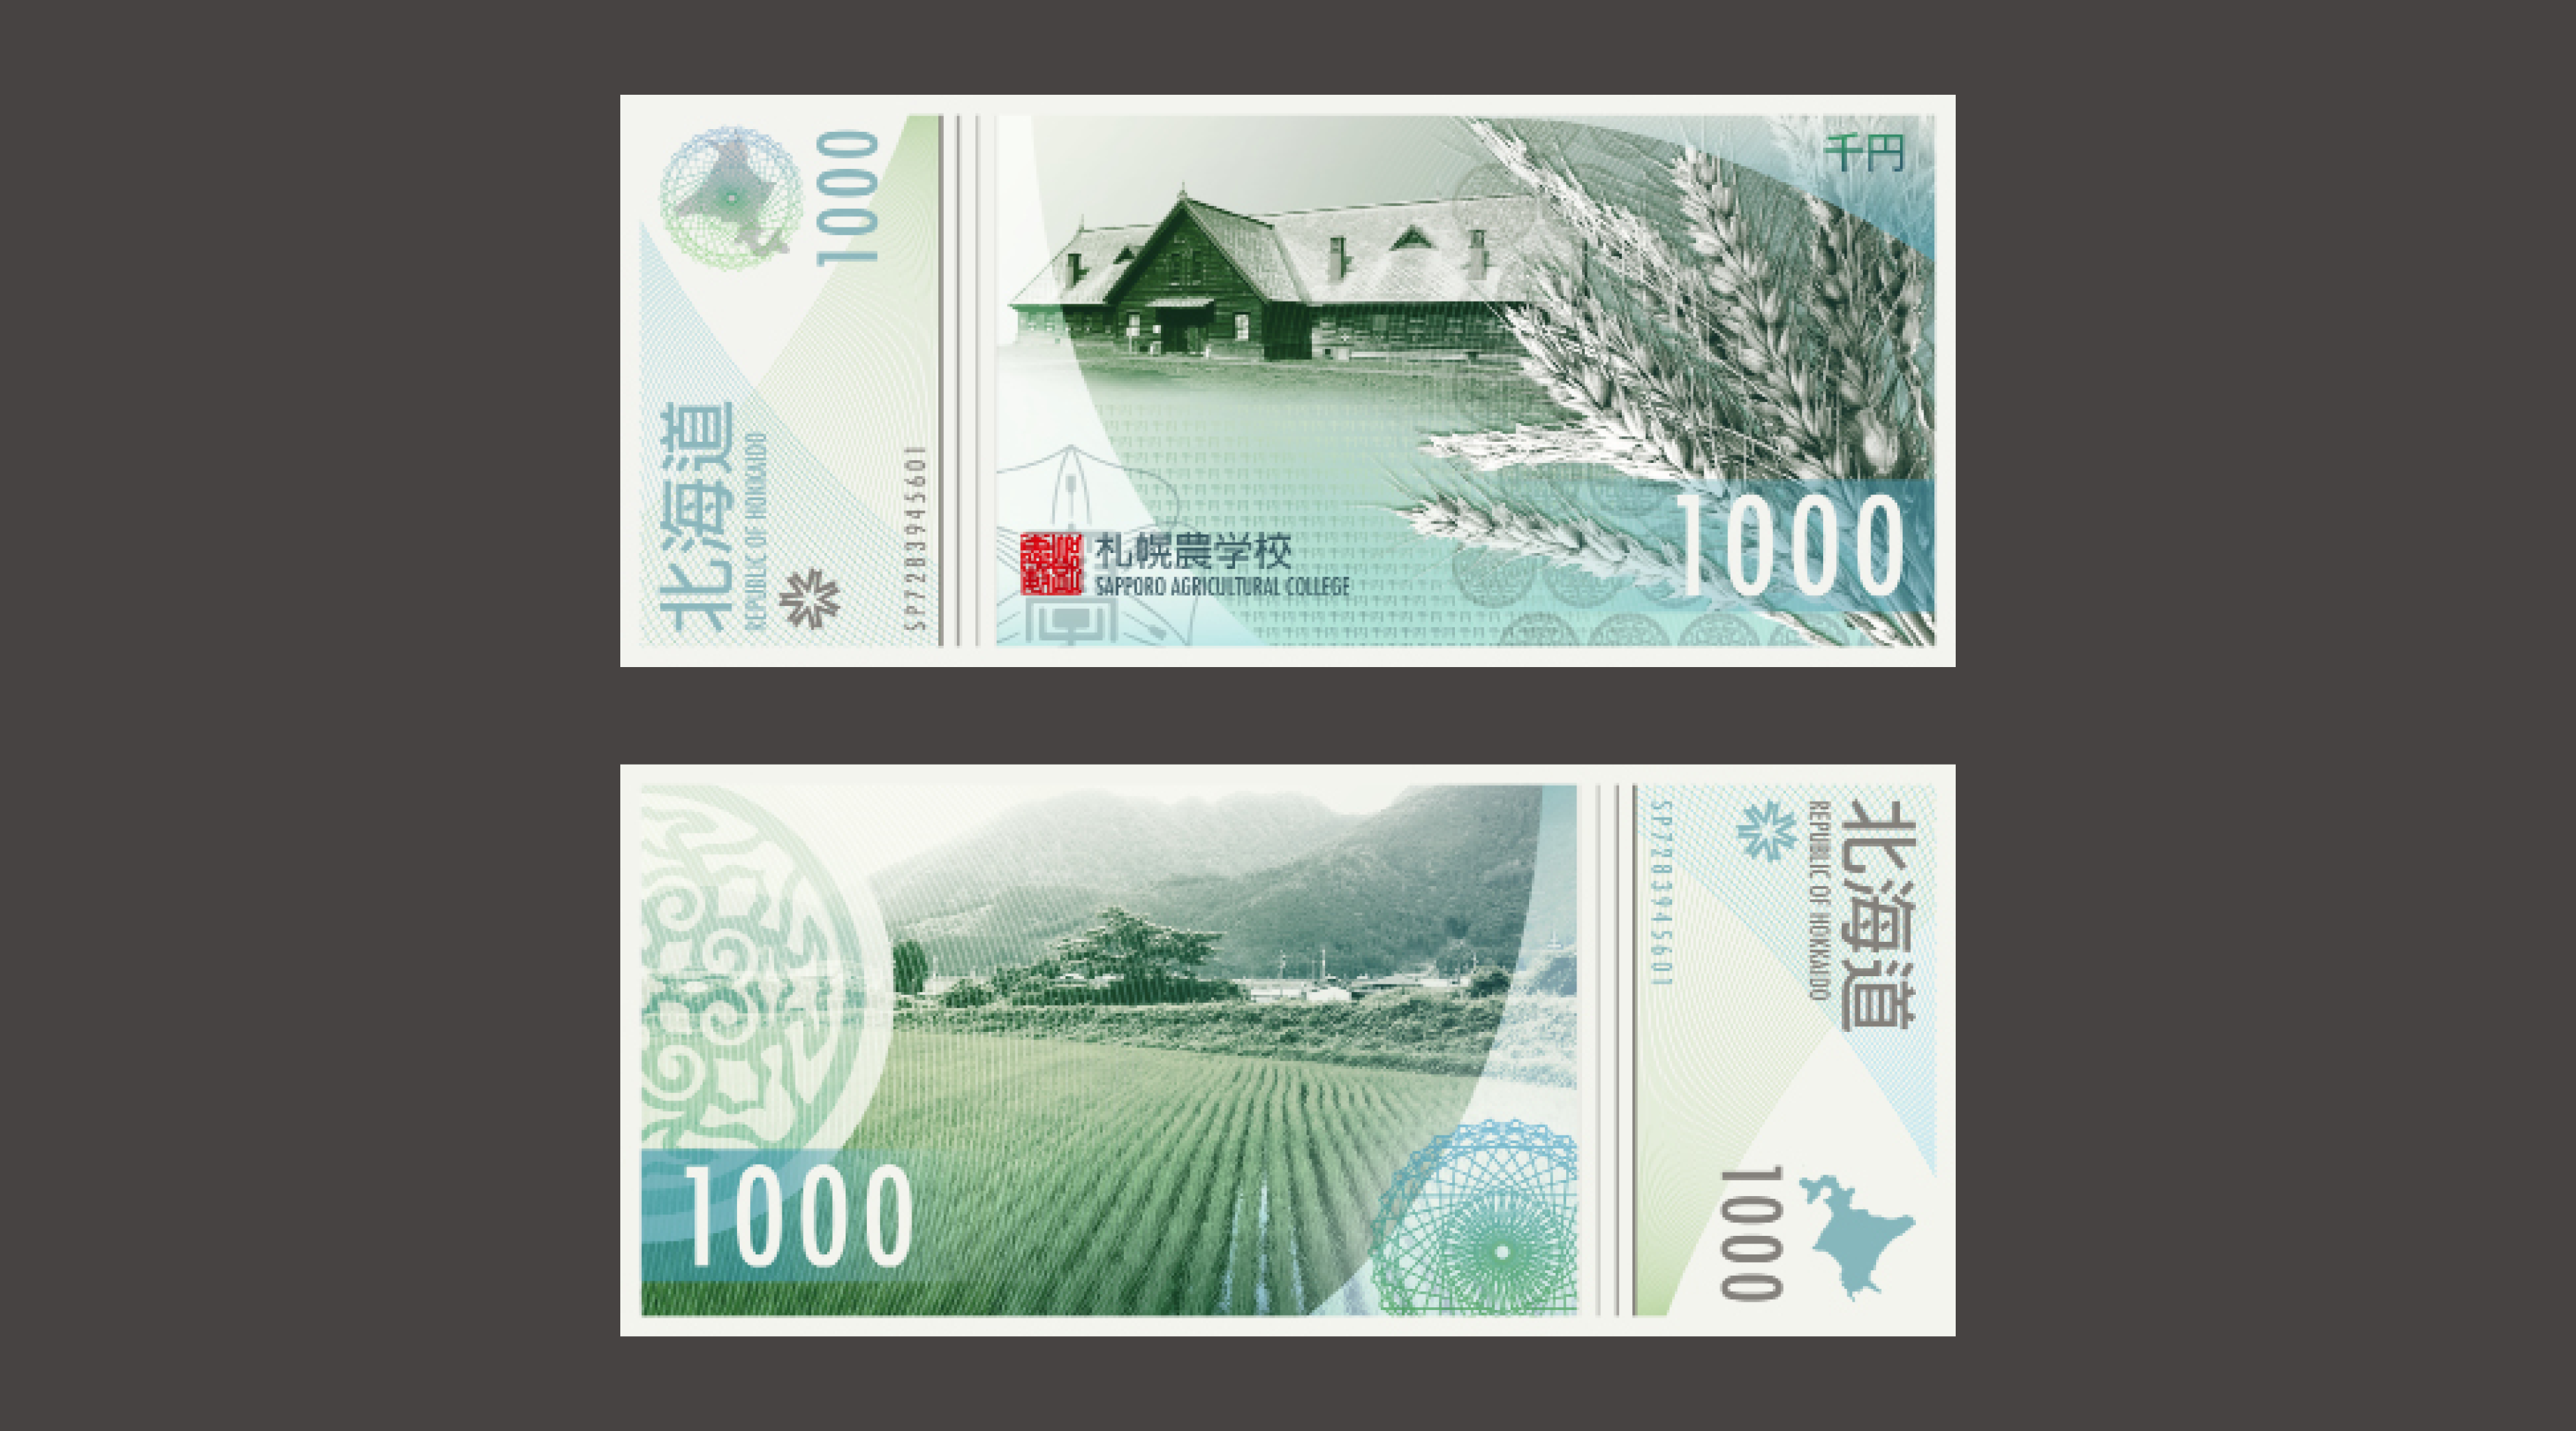 1000
北海道
REPUBLIC OF HOKKAIDO
SP7283945601
千円
1000
札幌農学校
SAPPORO AGRICULTURAL COLLEGE
1000
SP7283945601
REPUBLIC OF HOKKAIDO
北海道
1000